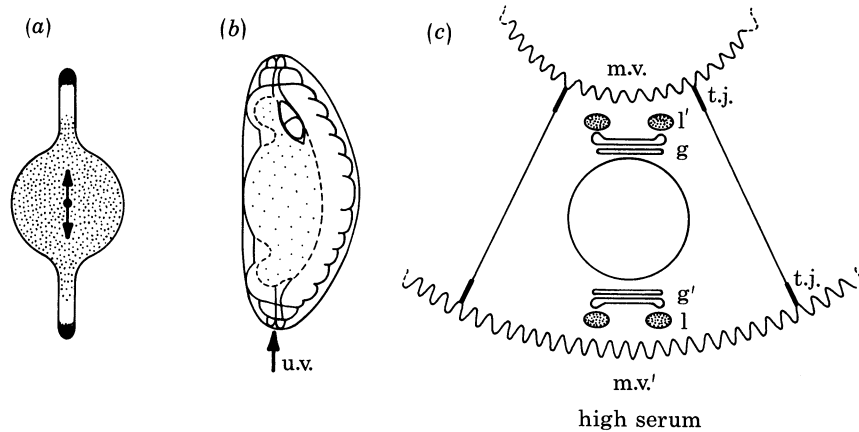 (a)
(b)
(c)
m.v.
t.j.
l′
g
t.j.
g′
l
u.v.
m.v.′
high serum